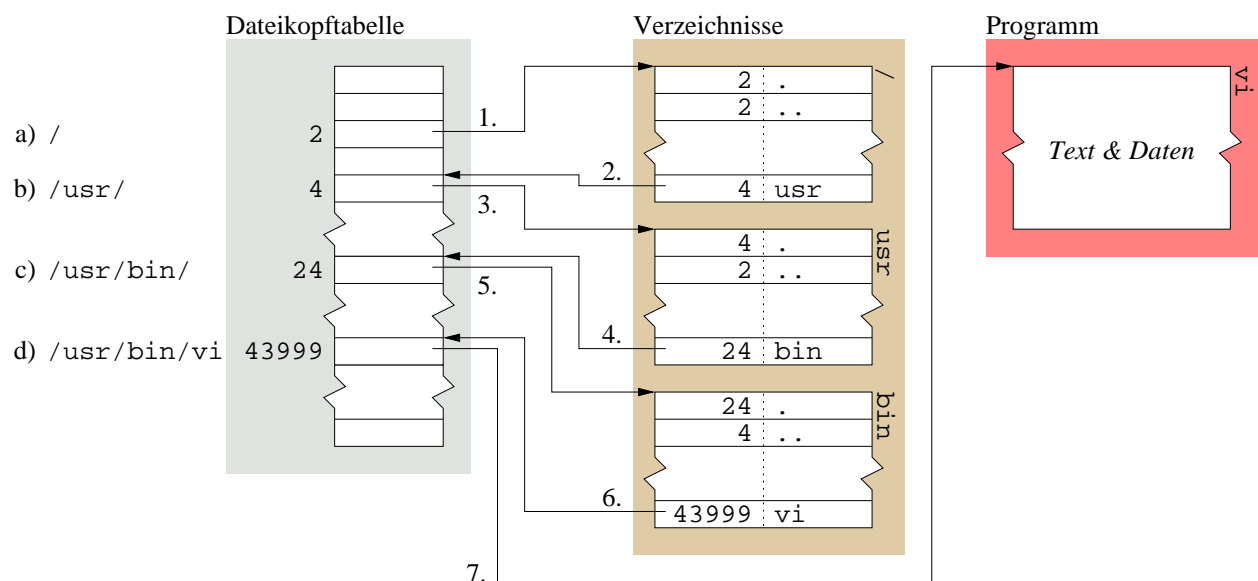 Dateikopftabelle
Verzeichnisse
Programm
a) /
2
b) /usr/
4
c) /usr/bin/
24
d) /usr/bin/vi
43999
1.
2.
3.
4.
5.
6.
7.
/
2 .
2 ..
4 usr
usr
4 .
2 ..
24 bin
bin
24 .
4 ..
43999 vi
vi
Text & Daten